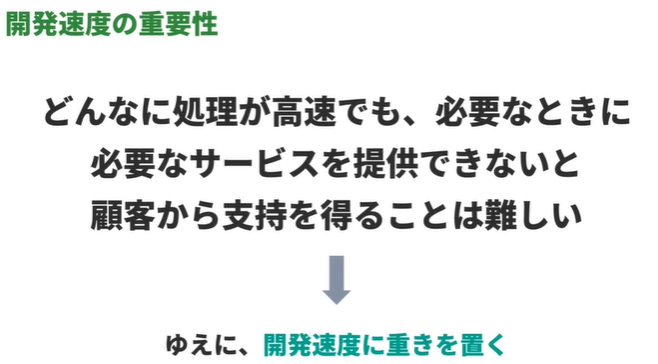 開発速度の重要性
どんなに処理が高速でも、必要なときに
必要なサービスを提供できないと
顧客から支持を得ることは難しい
ゆえに、開発速度に重きを置く